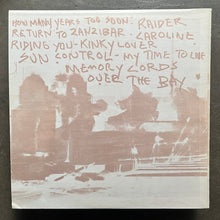 HOW MANY YEARS TOO SOON: RAIDER
RETURN TO ZANZIBAR - CAROLINE
RIDING YOU - KINKY LOVER
SUN CONTROL - MY TIME TO LIVE
MEMORY LORDS
OVER THE BAY